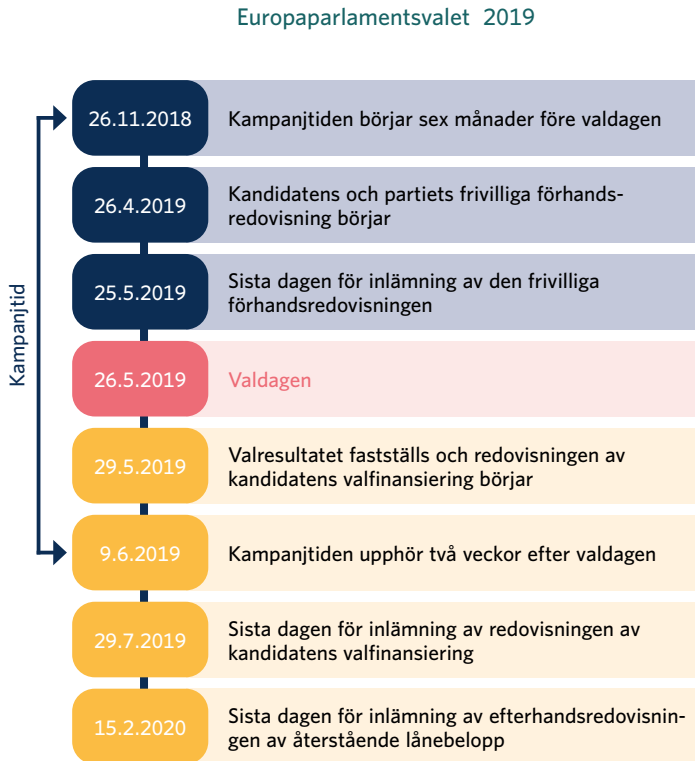 Europaparlamentsvalet 2019
Kampanjtid
26.11.2018
Kampanjtiden börjar sex månader före valdagen
26.4.2019
Kandidatens och partiets frivilliga förhands-
redovisning börjar
25.5.2019
Sista dagen för inlämning av den frivilliga
förhandsredovisningen
26.5.2019
Valdagen
29.5.2019
Valresultatet fastställs och redovisningen av
kandidatens valfinansiering börjar
9.6.2019
Kampanjtiden upphör två veckor efter valdagen
29.7.2019
Sista dagen för inlämning av redovisningen av
kandidatens valfinansiering
15.2.2020
Sista dagen för inlämning av efterhandsredovisnin-
gen av återstående lånebelopp